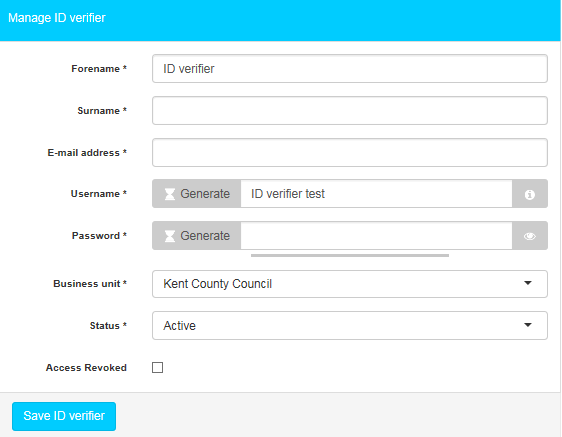 Manage ID verifier
Forename * ID verifier
Surname *
E-mail address *
Username * Generate ID verifier test
Password * Generate
Business unit * Kent County Council
Status * Active
Access Revoked
Save ID verifier